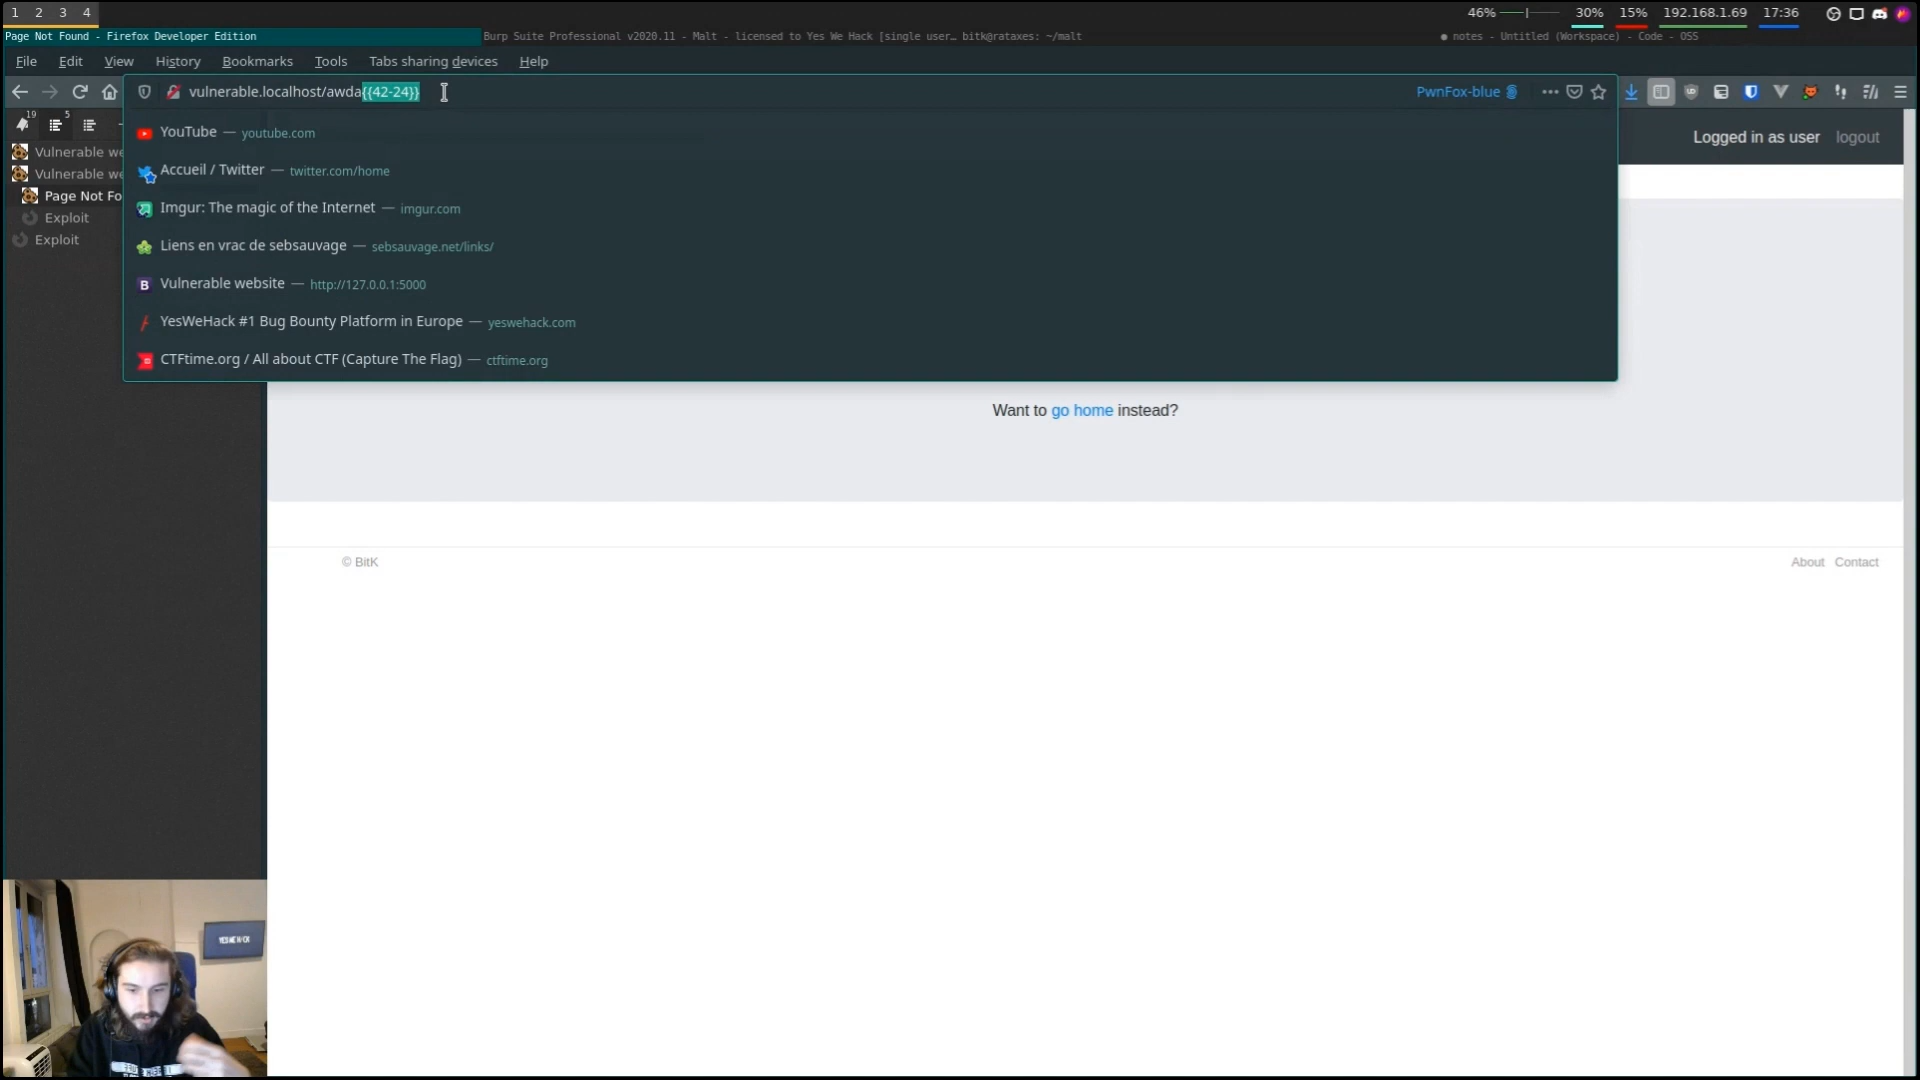 1 2 3 4
46% 30% 15% 192.168.1.69 17:36
Page Not Found - Firefox Developer Edition
Burp Suite Professional v2020.11 - Malt - licensed to Yes We Hack [single user… bitk@rataxes: ~/malt
● notes - Untitled (Workspace) - Code - OSS
File Edit View History Bookmarks Tools Tabs sharing devices Help
vulnerable.localhost/awda{{42-24}}
PwnFox-blue
19 5
YouTube — youtube.com
Logged in as user logout
Vulnerable we
Accueil / Twitter — twitter.com/home
Vulnerable we
Page Not Fo
Imgur: The magic of the Internet — imgur.com
Exploit
Exploit
Liens en vrac de sebsauvage — sebsauvage.net/links/
Vulnerable website — http://127.0.0.1:5000
YesWeHack #1 Bug Bounty Platform in Europe — yeswehack.com
CTFtime.org / All about CTF (Capture The Flag) — ctftime.org
Want to go home instead?
© BitK
About Contact
YES WE H/CK